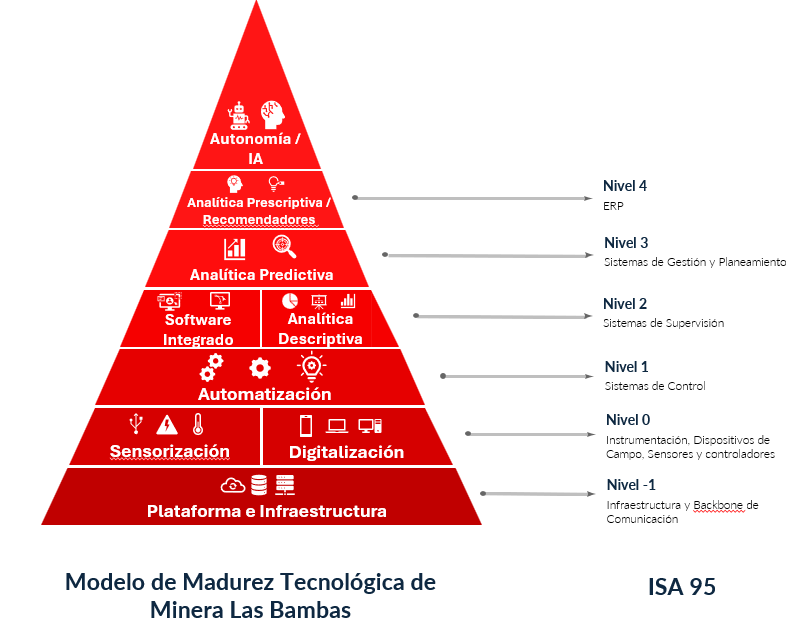 Autonomía /
IA
Analítica Prescriptiva /
Recomendadores
Nivel 4
ERP
Analítica Predictiva
Nivel 3
Sistemas de Gestión y Planeamiento
Software
Integrado
Analítica
Descriptiva
Nivel 2
Sistemas de Supervisión
Automatización
Nivel 1
Sistemas de Control
Sensorización
Digitalización
Nivel 0
Instrumentación, Dispositivos de
Campo, Sensores y controladores
Plataforma e Infraestructura
Nivel -1
Infraestructura y Backbone de
Comunicación
Modelo de Madurez Tecnológica de
Minera Las Bambas
ISA 95